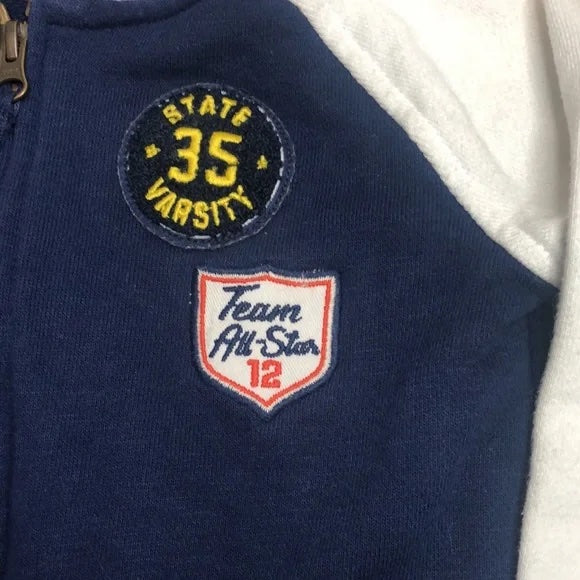 STATE
35
VARSITY
Team
All-Star
12